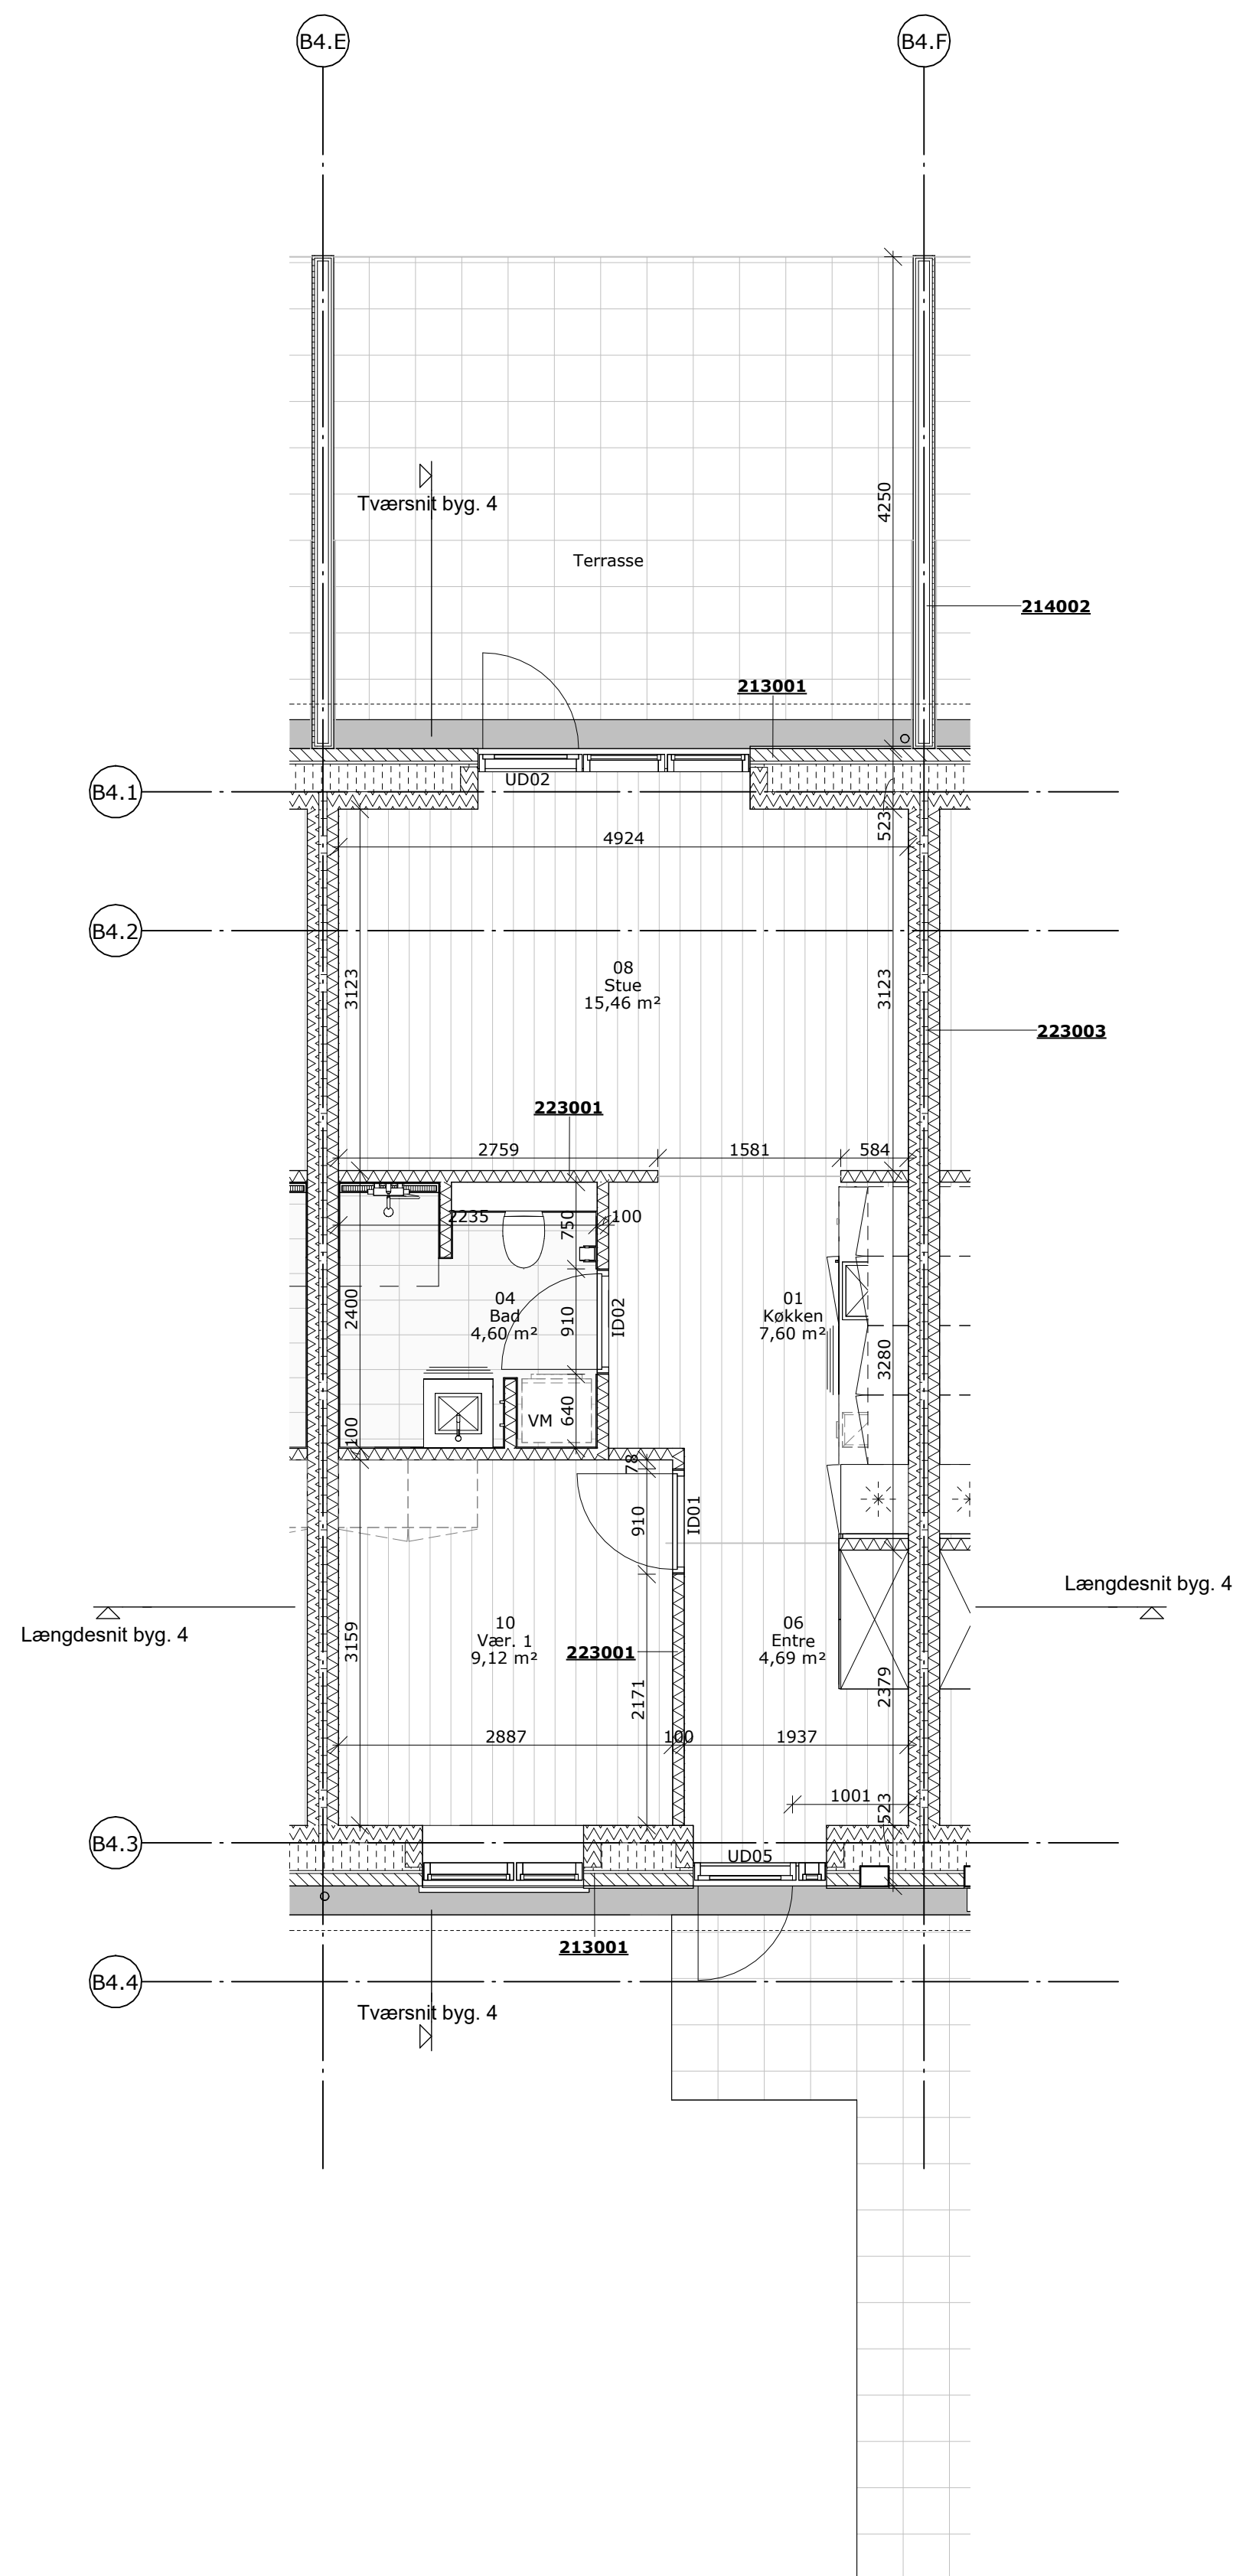 B4.E
B4.F
Tværsnit byg. 4
4250
Terrasse
214002
213001
UD02
B4.1
523
4924
B4.2
08
Stue
15,46 m²
3123
3123
223003
223001
2759
1581
584
2235
750
100
04
Bad
4,60 m²
2400
910
ID02
01
Køkken
7,60 m²
3280
VM
640
100
78
910
ID01
Længdesnit byg. 4
Længdesnit byg. 4
10
Vær. 1
9,12 m²
3159
223001
06
Entre
4,69 m²
2171
2379
2887
100
1937
1001
523
B4.3
UD05
213001
B4.4
Tværsnit byg. 4